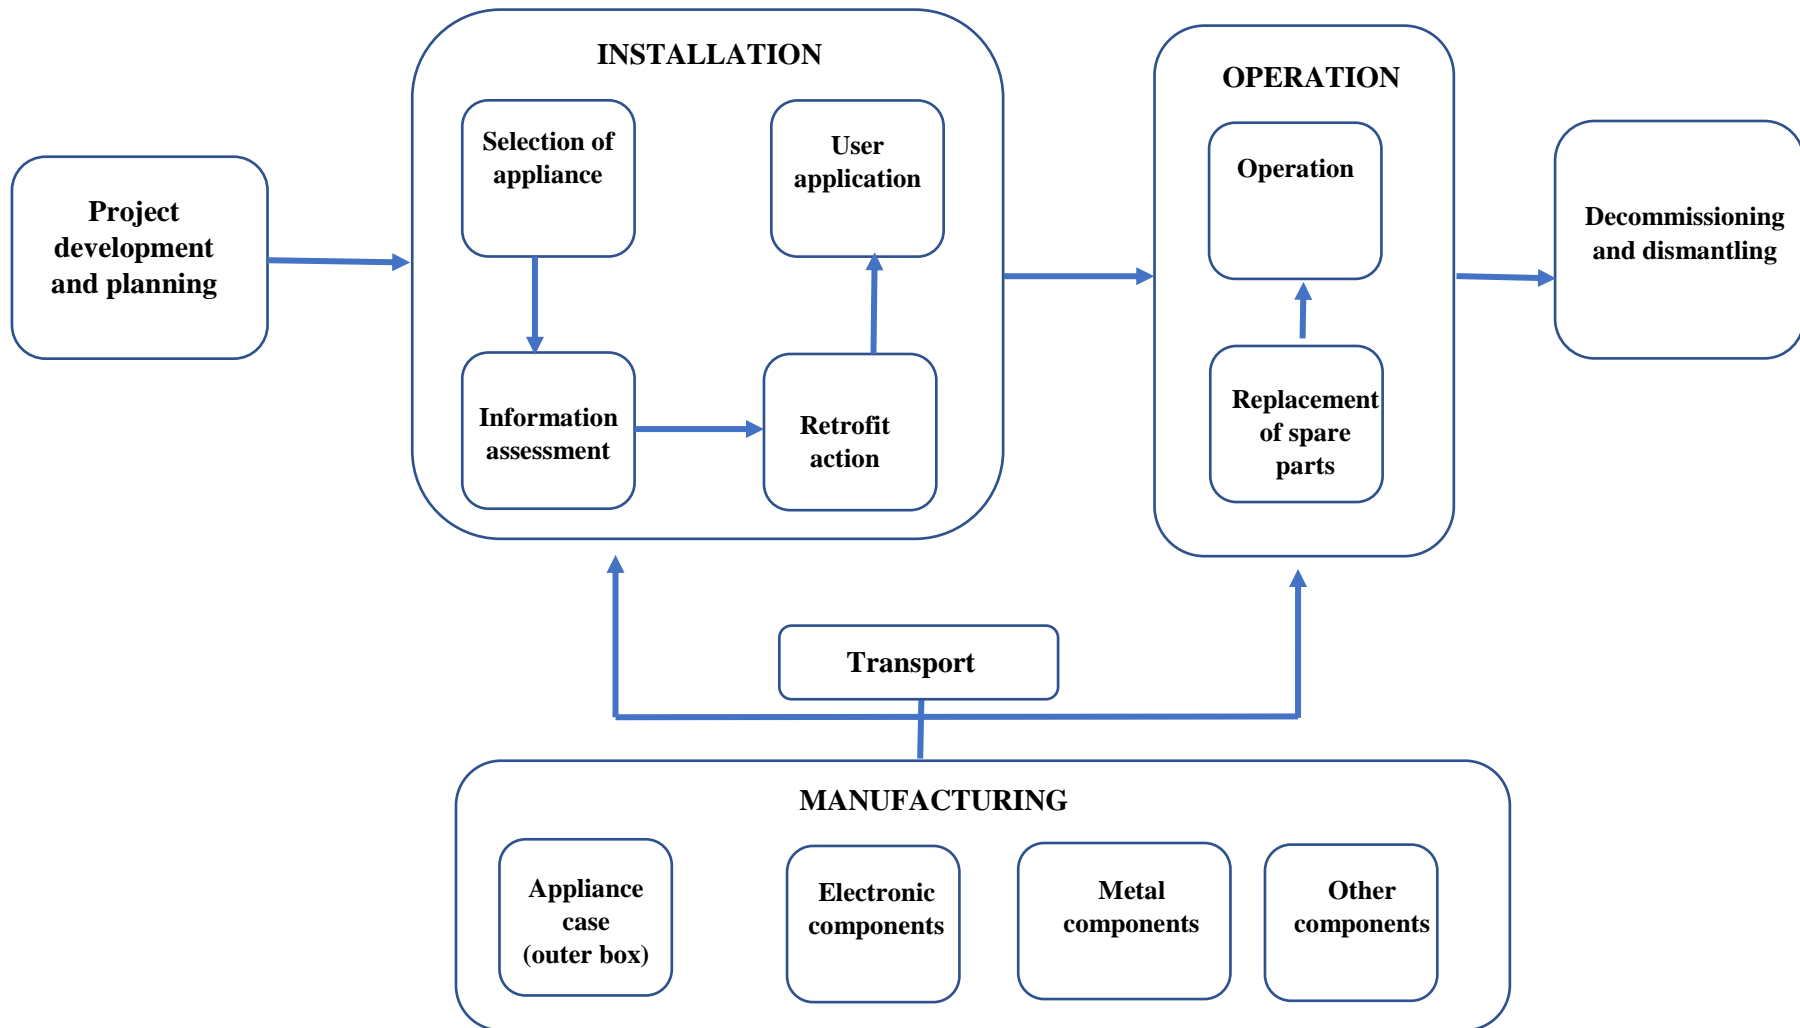 Project
development
and planning
INSTALLATION
Selection of
appliance
User
application
Information
assessment
Retrofit
action
OPERATION
Operation
Replacement
of spare
parts
Decommissioning
and dismantling
Transport
MANUFACTURING
Appliance
case
(outer box)
Electronic
components
Metal
components
Other
components